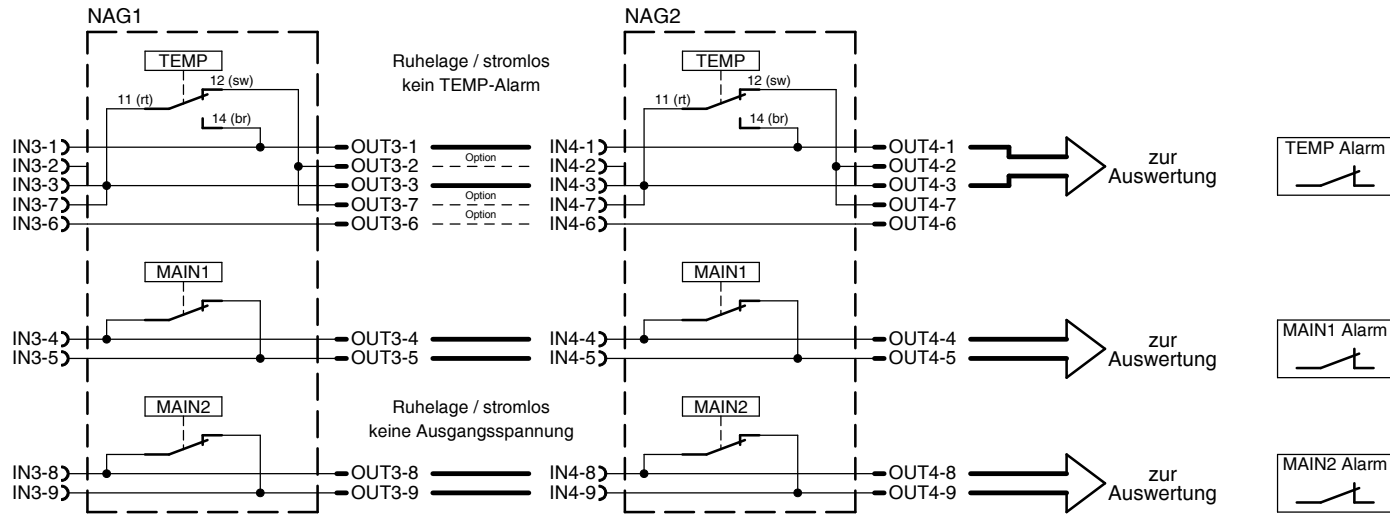 NAG1
NAG2
TEMP
Ruhelage / stromlos
kein TEMP-Alarm
TEMP
11 (rt)
12 (sw)
14 (br)
11 (rt)
12 (sw)
14 (br)
IN3-1
OUT3-1
IN4-1
OUT4-1
IN3-2
OUT3-2
Option
IN4-2
OUT4-2
IN3-3
OUT3-3
IN4-3
OUT4-3
IN3-7
OUT3-7
Option
IN4-7
OUT4-7
IN3-6
OUT3-6
Option
IN4-6
OUT4-6
zur
Auswertung
TEMP Alarm
MAIN1
MAIN1
IN3-4
OUT3-4
IN4-4
OUT4-4
IN3-5
OUT3-5
IN4-5
OUT4-5
zur
Auswertung
MAIN1 Alarm
MAIN2
Ruhelage / stromlos
keine Ausgangsspannung
MAIN2
IN3-8
OUT3-8
IN4-8
OUT4-8
IN3-9
OUT3-9
IN4-9
OUT4-9
zur
Auswertung
MAIN2 Alarm